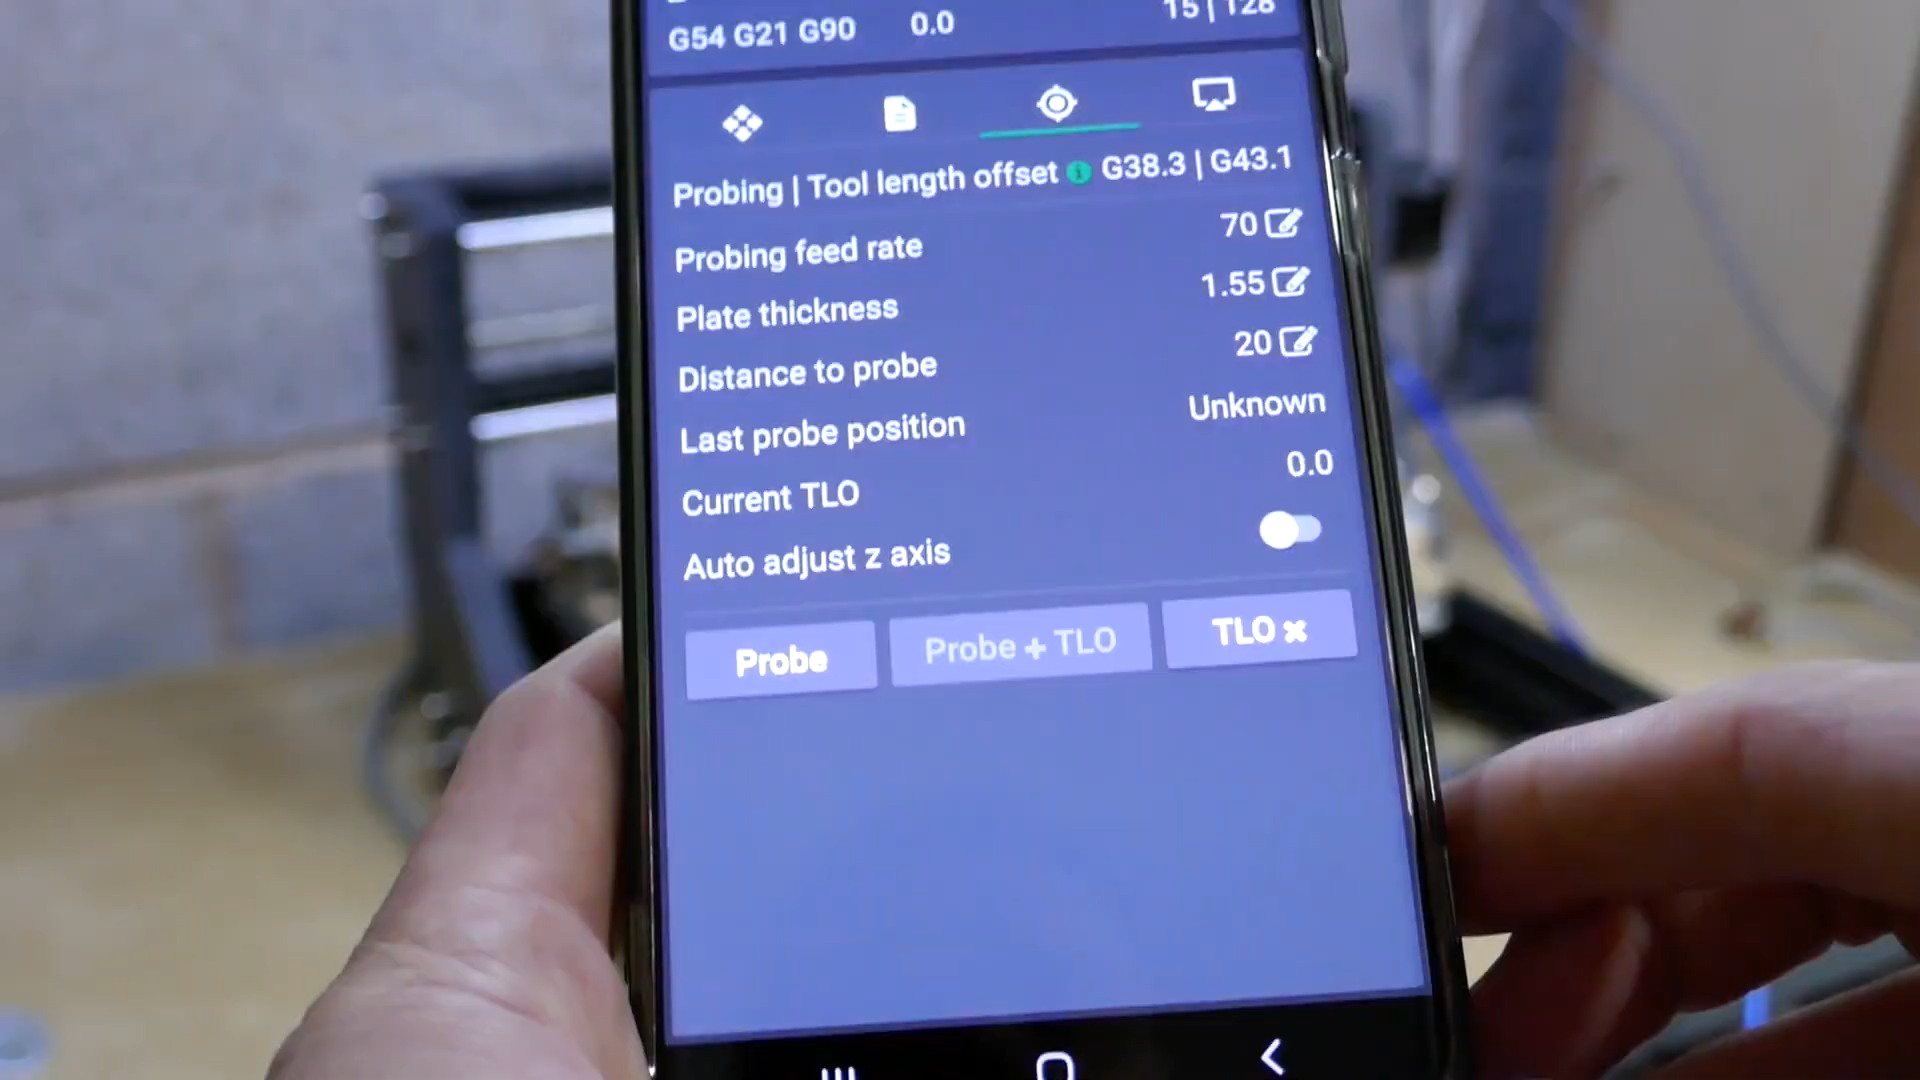 G54 G21 G90 0.0 15 | 128
Probing | Tool length offset G38.3 | G43.1
Probing feed rate 70
Plate thickness 1.55
Distance to probe 20
Last probe position Unknown
Current TLO 0.0
Auto adjust z axis
Probe Probe + TLO TLO ×